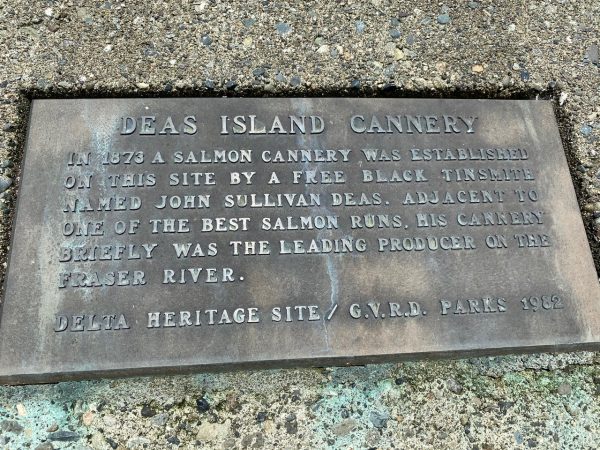 DEAS ISLAND CANNERY
IN 1873 A SALMON CANNERY WAS ESTABLISHED
ON THIS SITE BY A FREE BLACK TINSMITH
NAMED JOHN SULLIVAN DEAS. ADJACENT TO
ONE OF THE BEST SALMON RUNS, HIS CANNERY
BRIEFLY WAS THE LEADING PRODUCER ON THE
FRASER RIVER.
DELTA HERITAGE SITE / G.V.R.D. PARKS 1982